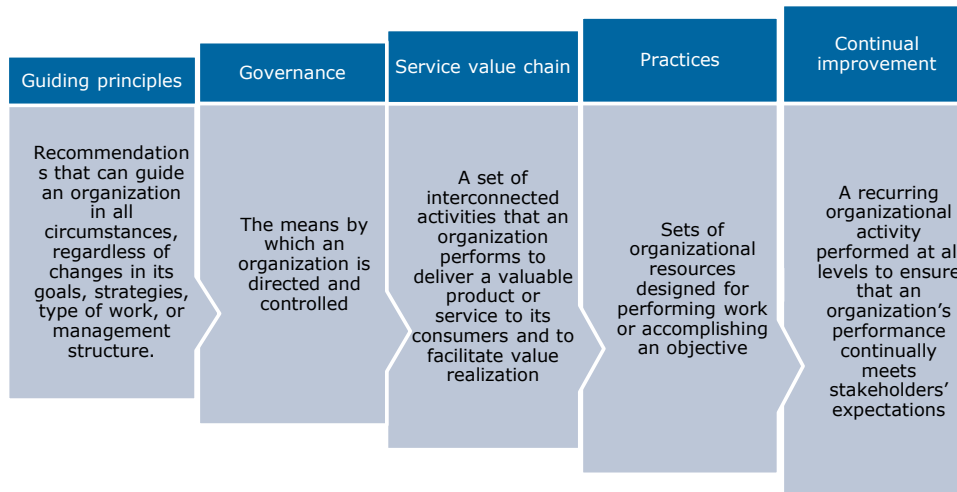 Guiding principles
Recommendation
s that can guide
an organization
in all
circumstances,
regardless of
changes in its
goals, strategies,
type of work, or
management
structure.
Governance
The means by
which an
organization is
directed and
controlled
Service value chain
A set of
interconnected
activities that an
organization
performs to
deliver a valuable
product or
service to its
consumers and to
facilitate value
realization
Practices
Sets of
organizational
resources
designed for
performing work
or accomplishing
an objective
Continual
improvement
A recurring
organizational
activity
performed at al
levels to ensure
that an
organization’s
performance
continually
meets
stakeholders’
expectations